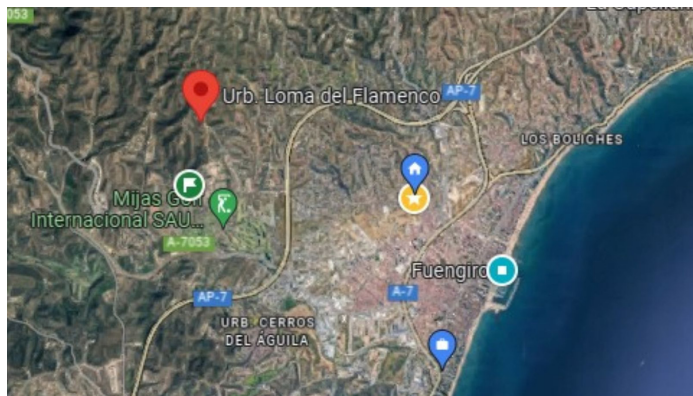 053
Urb. Loma del Flamenco
AP-7
LOS BOLICHES
Mijas Golf
Internacional SAU...
A-7053
Fuengiro
AP-7
A-7
URB. CERROS
DEL ÁGUILA